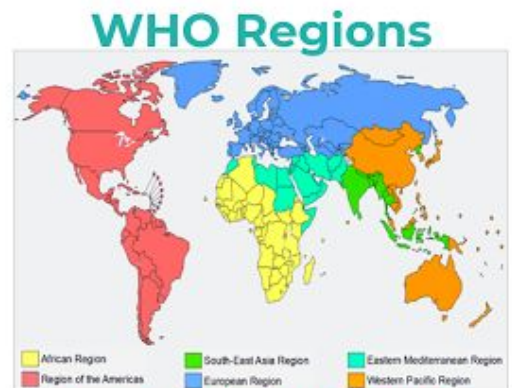 WHO Regions
African Region
South-East Asia Region
Eastern Mediterranean Region
Region of the Americas
European Region
Western Pacific Region